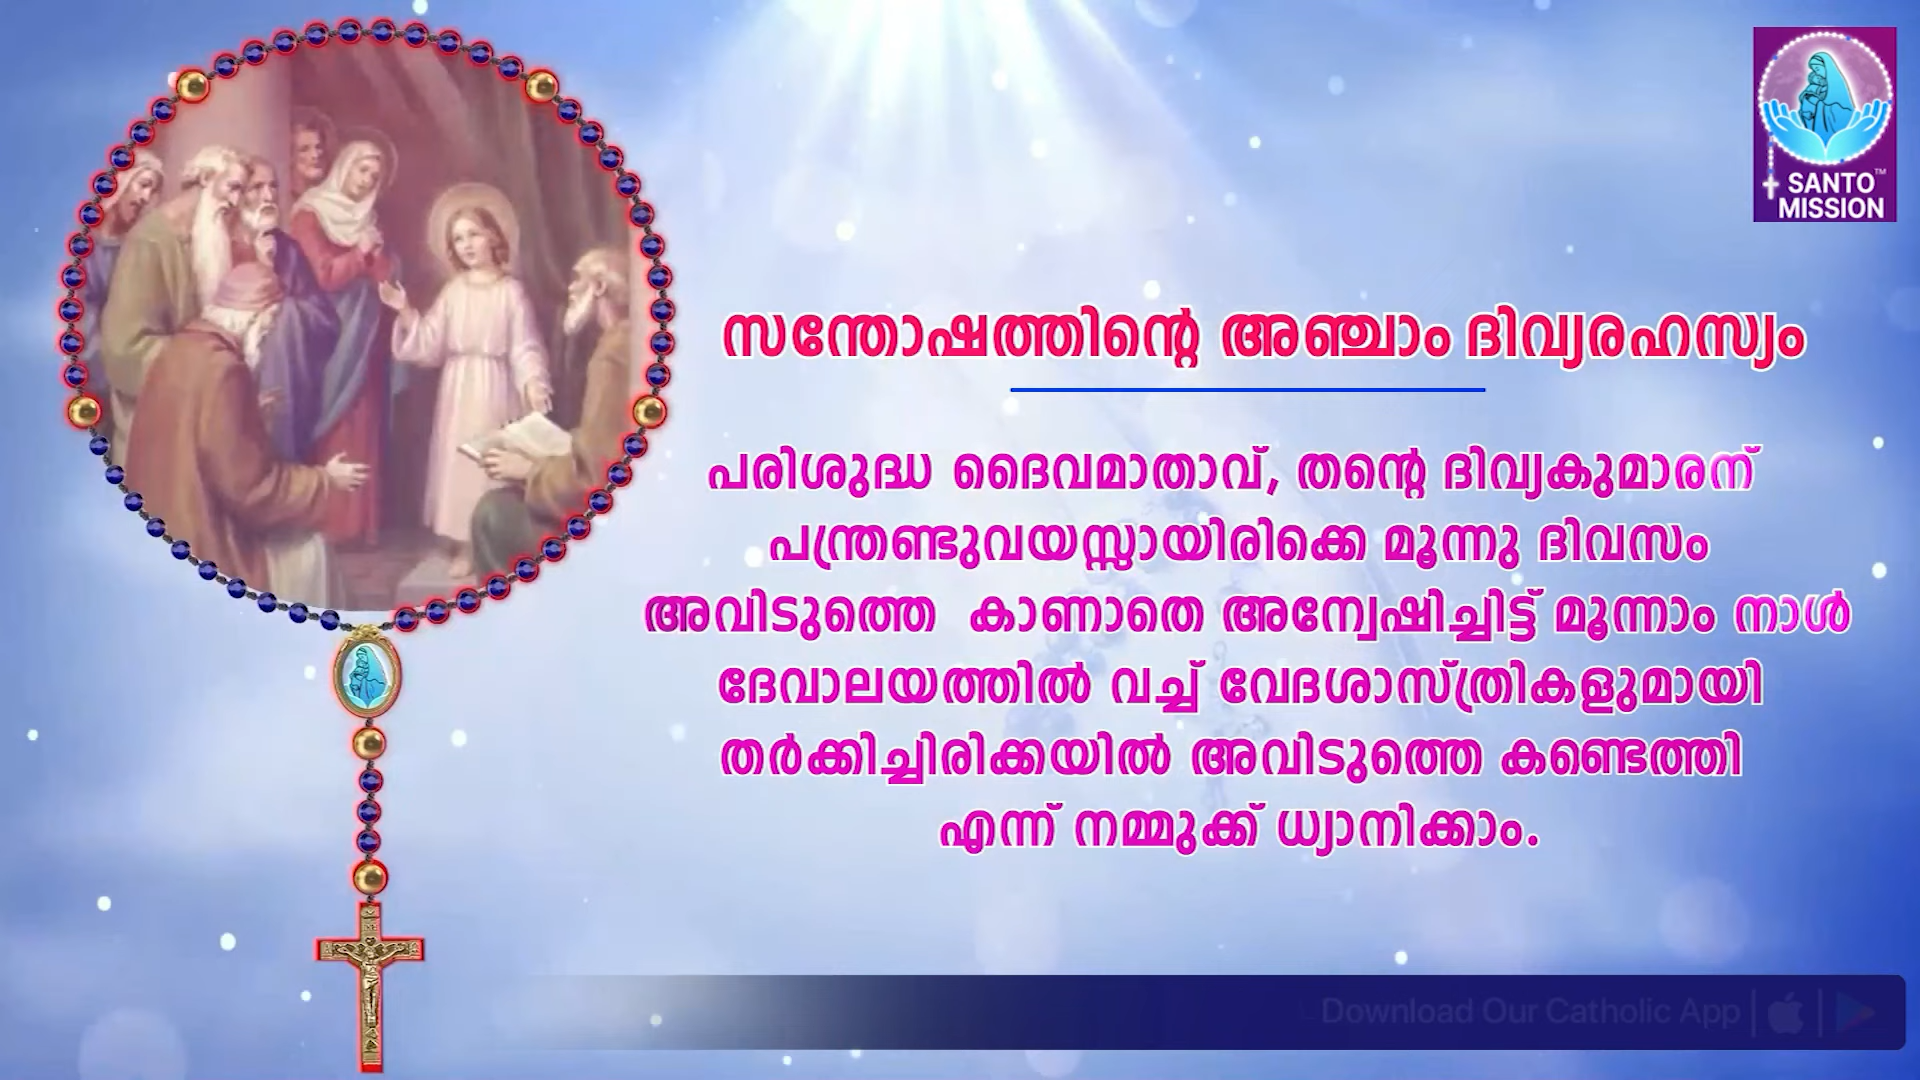 SANTO™
MISSION
സന്തോഷത്തിന്റെ അഞ്ചാം ദിവ്യരഹസ്യം
പരിശുദ്ധ ദൈവമാതാവ്, തന്റെ ദിവ്യകുമാരന്
പന്ത്രണ്ടുവയസ്സായിരിക്കെ മൂന്നു ദിവസം
അവിടുത്തെ കാണാതെ അന്വേഷിച്ചിട്ട് മൂന്നാം നാൾ
ദേവാലയത്തിൽ വച്ച് വേദശാസ്ത്രികളുമായി
തർക്കിച്ചിരിക്കയിൽ അവിടുത്തെ കണ്ടെത്തി
എന്ന് നമ്മുക്ക് ധ്യാനിക്കാം.
Download Our Catholic App